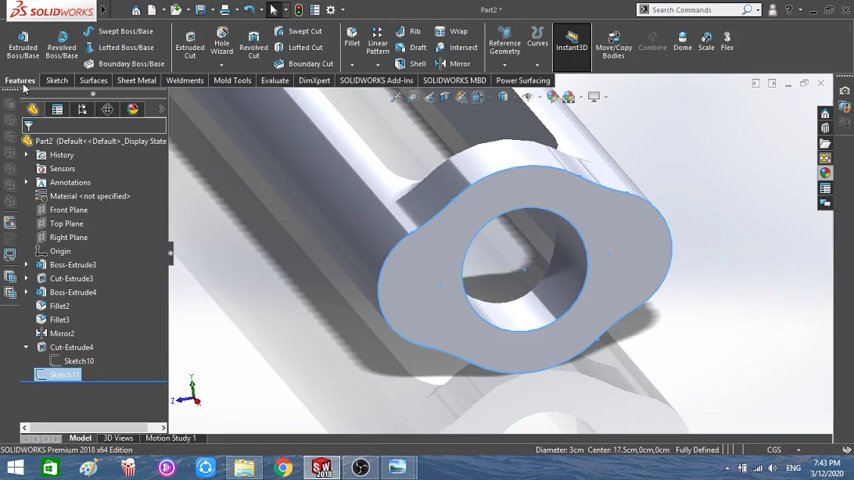 SOLIDWORKS
Part2 *
Search Commands
Extruded Boss/Base
Revolved Boss/Base
Swept Boss/Base
Lofted Boss/Base
Boundary Boss/Base
Extruded Cut
Hole Wizard
Revolved Cut
Swept Cut
Lofted Cut
Boundary Cut
Fillet
Linear Pattern
Rib
Draft
Shell
Wrap
Intersect
Mirror
Reference Geometry
Curves
Instant3D
Move/Copy Bodies
Combine
Dome
Scale
Flex
Features Sketch Surfaces Sheet Metal Weldments Mold Tools Evaluate DimXpert SOLIDWORKS Add-Ins SOLIDWORKS MBD Power Surfacing
Part2 (Default<<Default>_Display State
History
Sensors
Annotations
Material <not specified>
Front Plane
Top Plane
Right Plane
Origin
Boss-Extrude3
Cut-Extrude3
Boss-Extrude4
Fillet2
Fillet3
Mirror2
Cut-Extrude4
Sketch10
Sketch11
Y
Z
Model 3D Views Motion Study 1
SOLIDWORKS Premium 2018 x64 Edition
Diameter: 3cm Center: 17.5cm,0cm,0cm Fully Defined CGS
SW 2018
ENG
7:43 PM
3/12/2020